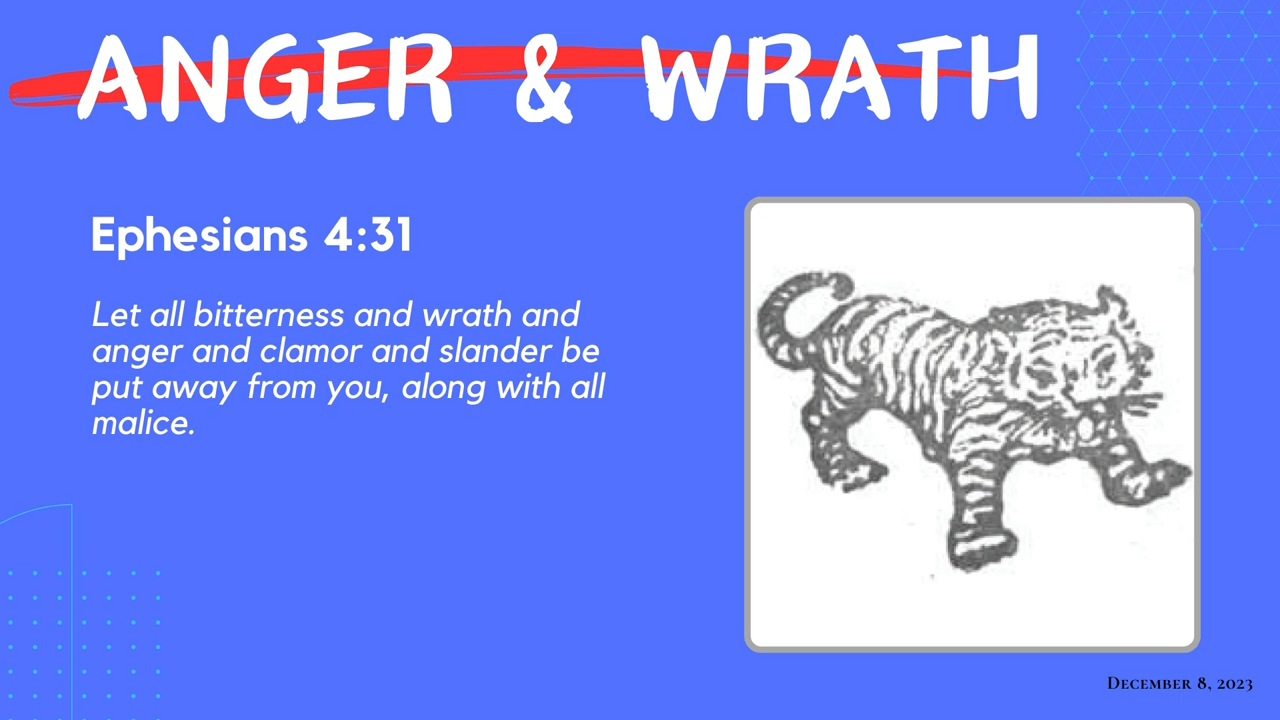 ANGER & WRATH
Ephesians 4:31
Let all bitterness and wrath and
anger and clamor and slander be
put away from you, along with all
malice.
December 8, 2023